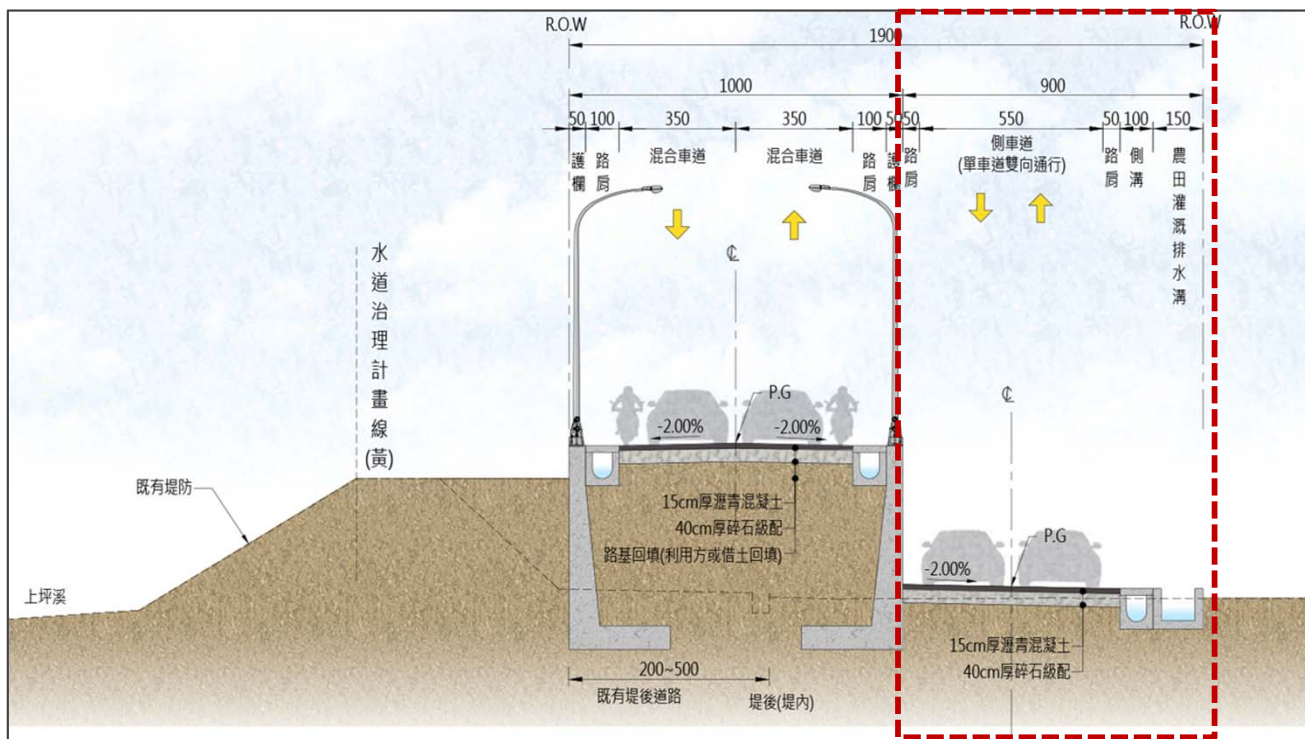 R.O.W
R.O.W
1900
1000
900
50
100
350
350
100
50
50
550
50
100
150
護欄
路肩
混合車道
混合車道
路肩
護欄
路肩
側車道
(單車道雙向通行)
路肩
側溝
農田灌溉排水溝
水道治理計畫線(黃)
℄
℄
P.G
-2.00%
-2.00%
既有堤防
15cm厚瀝青混凝土
40cm厚碎石級配
路基回填(利用方或借土回填)
P.G
-2.00%
上坪溪
15cm厚瀝青混凝土
40cm厚碎石級配
200~500
既有堤後道路
堤後(堤內)